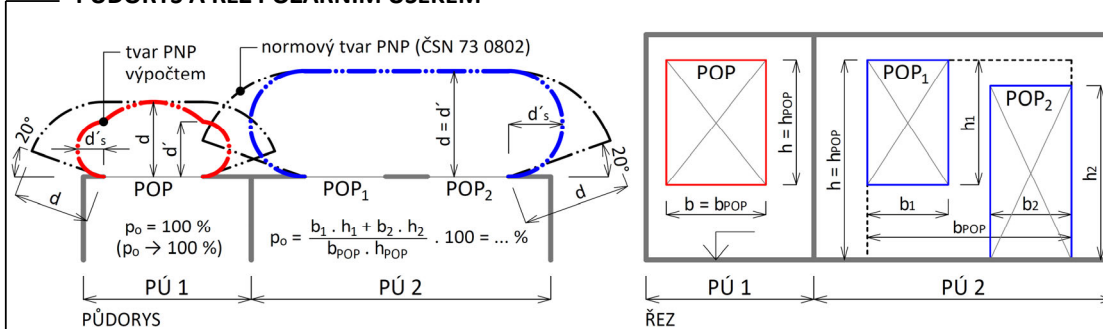 PŮDORYS A ŘEZ POŽÁRNÍM ÚSEKEM
tvar PNP
výpočtem
normový tvar PNP (ČSN 73 0802)
20°
d
d´s
d´
d
POP
d = d´
d´s
20°
d
POP1
POP2
po = 100 %
(po → 100 %)
po = b1 . h1 + b2 . h2 / bPOP . hPOP . 100 = ... %
PÚ 1
PÚ 2
PŮDORYS
POP
h = hPOP
b = bPOP
POP1
POP2
h = hPOP
h1
h2
b1
b2
bPOP
PÚ 1
PÚ 2
ŘEZ